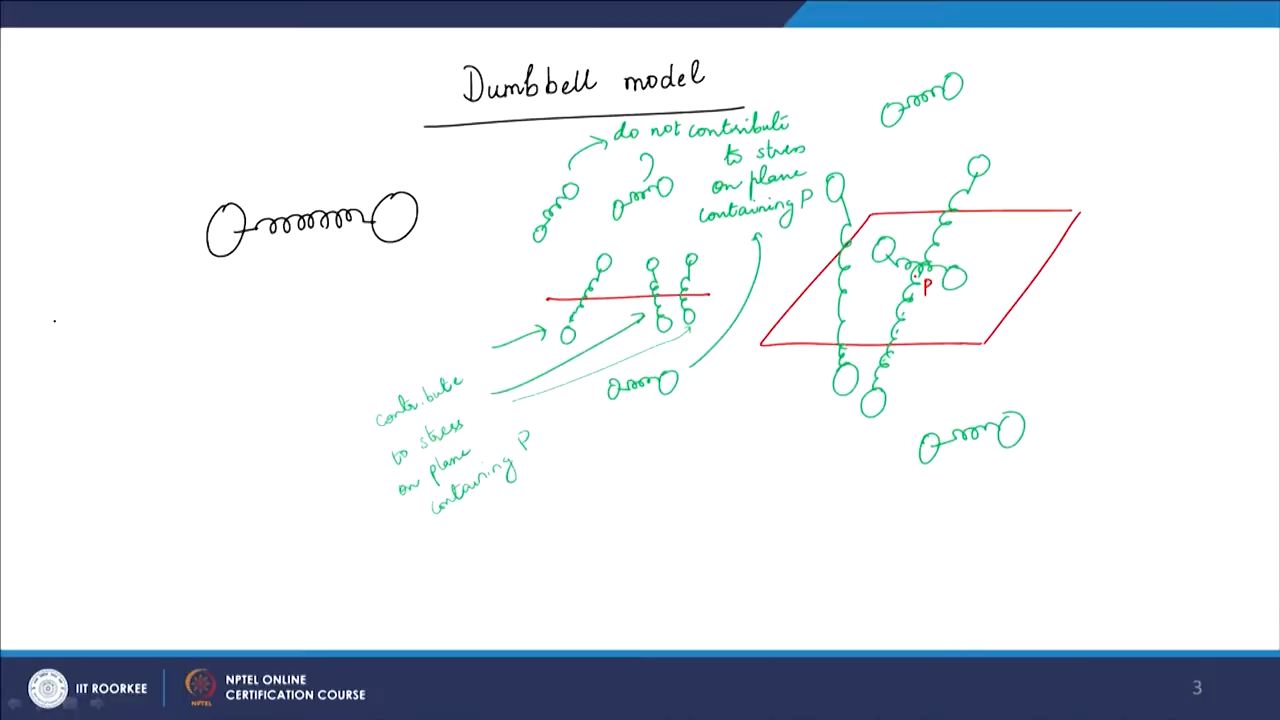 Dumbbell model
do not contribute
to stress
on plane
containing P
P
contribute
to stress
on plane
containing P
IIT ROORKEE
NPTEL
NPTEL ONLINE
CERTIFICATION COURSE
3